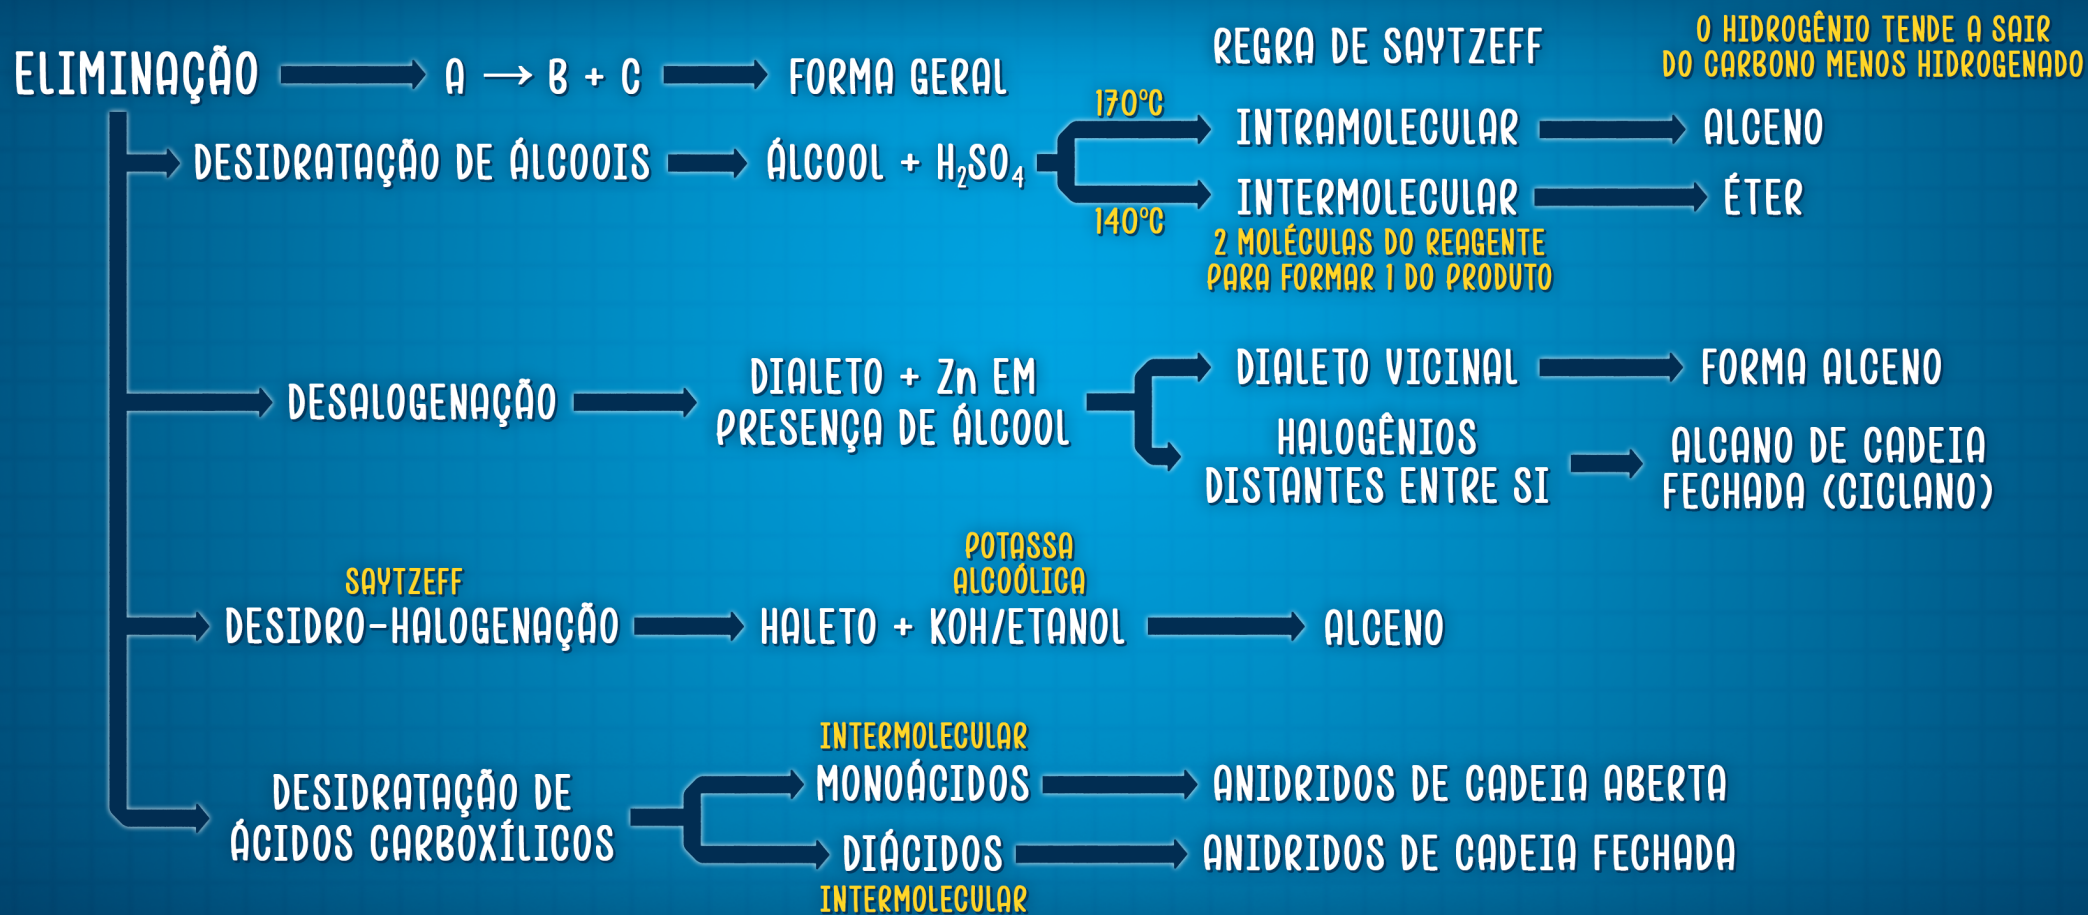 ELIMINAÇÃO → A → B + C → FORMA GERAL
REGRA DE SAYTZEFF
O HIDROGÊNIO TENDE A SAIR
DO CARBONO MENOS HIDROGENADO
DESIDRATAÇÃO DE ÁLCOOIS → ÁLCOOL + H₂SO₄
170ºC
INTRAMOLECULAR → ALCENO
140ºC
INTERMOLECULAR → ÉTER
2 MOLÉCULAS DO REAGENTE
PARA FORMAR 1 DO PRODUTO
DESALOGENAÇÃO
DIALETO + Zn EM
PRESENÇA DE ÁLCOOL
DIALETO VICINAL → FORMA ALCENO
HALOGÊNIOS
DISTANTES ENTRE SI
ALCANO DE CADEIA
FECHADA (CICLANO)
SAYTZEFF
DESIDRO-HALOGENAÇÃO
POTASSA
ALCOÓLICA
HALETO + KOH/ETANOL → ALCENO
DESIDRATAÇÃO DE
ÁCIDOS CARBOXÍLICOS
INTERMOLECULAR
MONOÁCIDOS → ANIDRIDOS DE CADEIA ABERTA
DIÁCIDOS → ANIDRIDOS DE CADEIA FECHADA
INTERMOLECULAR